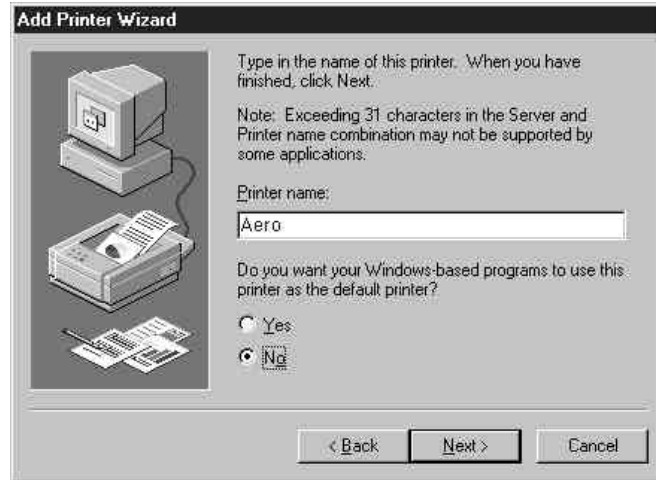 Add Printer Wizard
Type in the name of this printer.  When you have
finished, click Next.
Note:  Exceeding 31 characters in the Server and
Printer name combination may not be supported by
some applications.
Printer name:
Aero
Do you want your Windows-based programs to use this
printer as the default printer?
Yes
No
< Back
Next >
Cancel